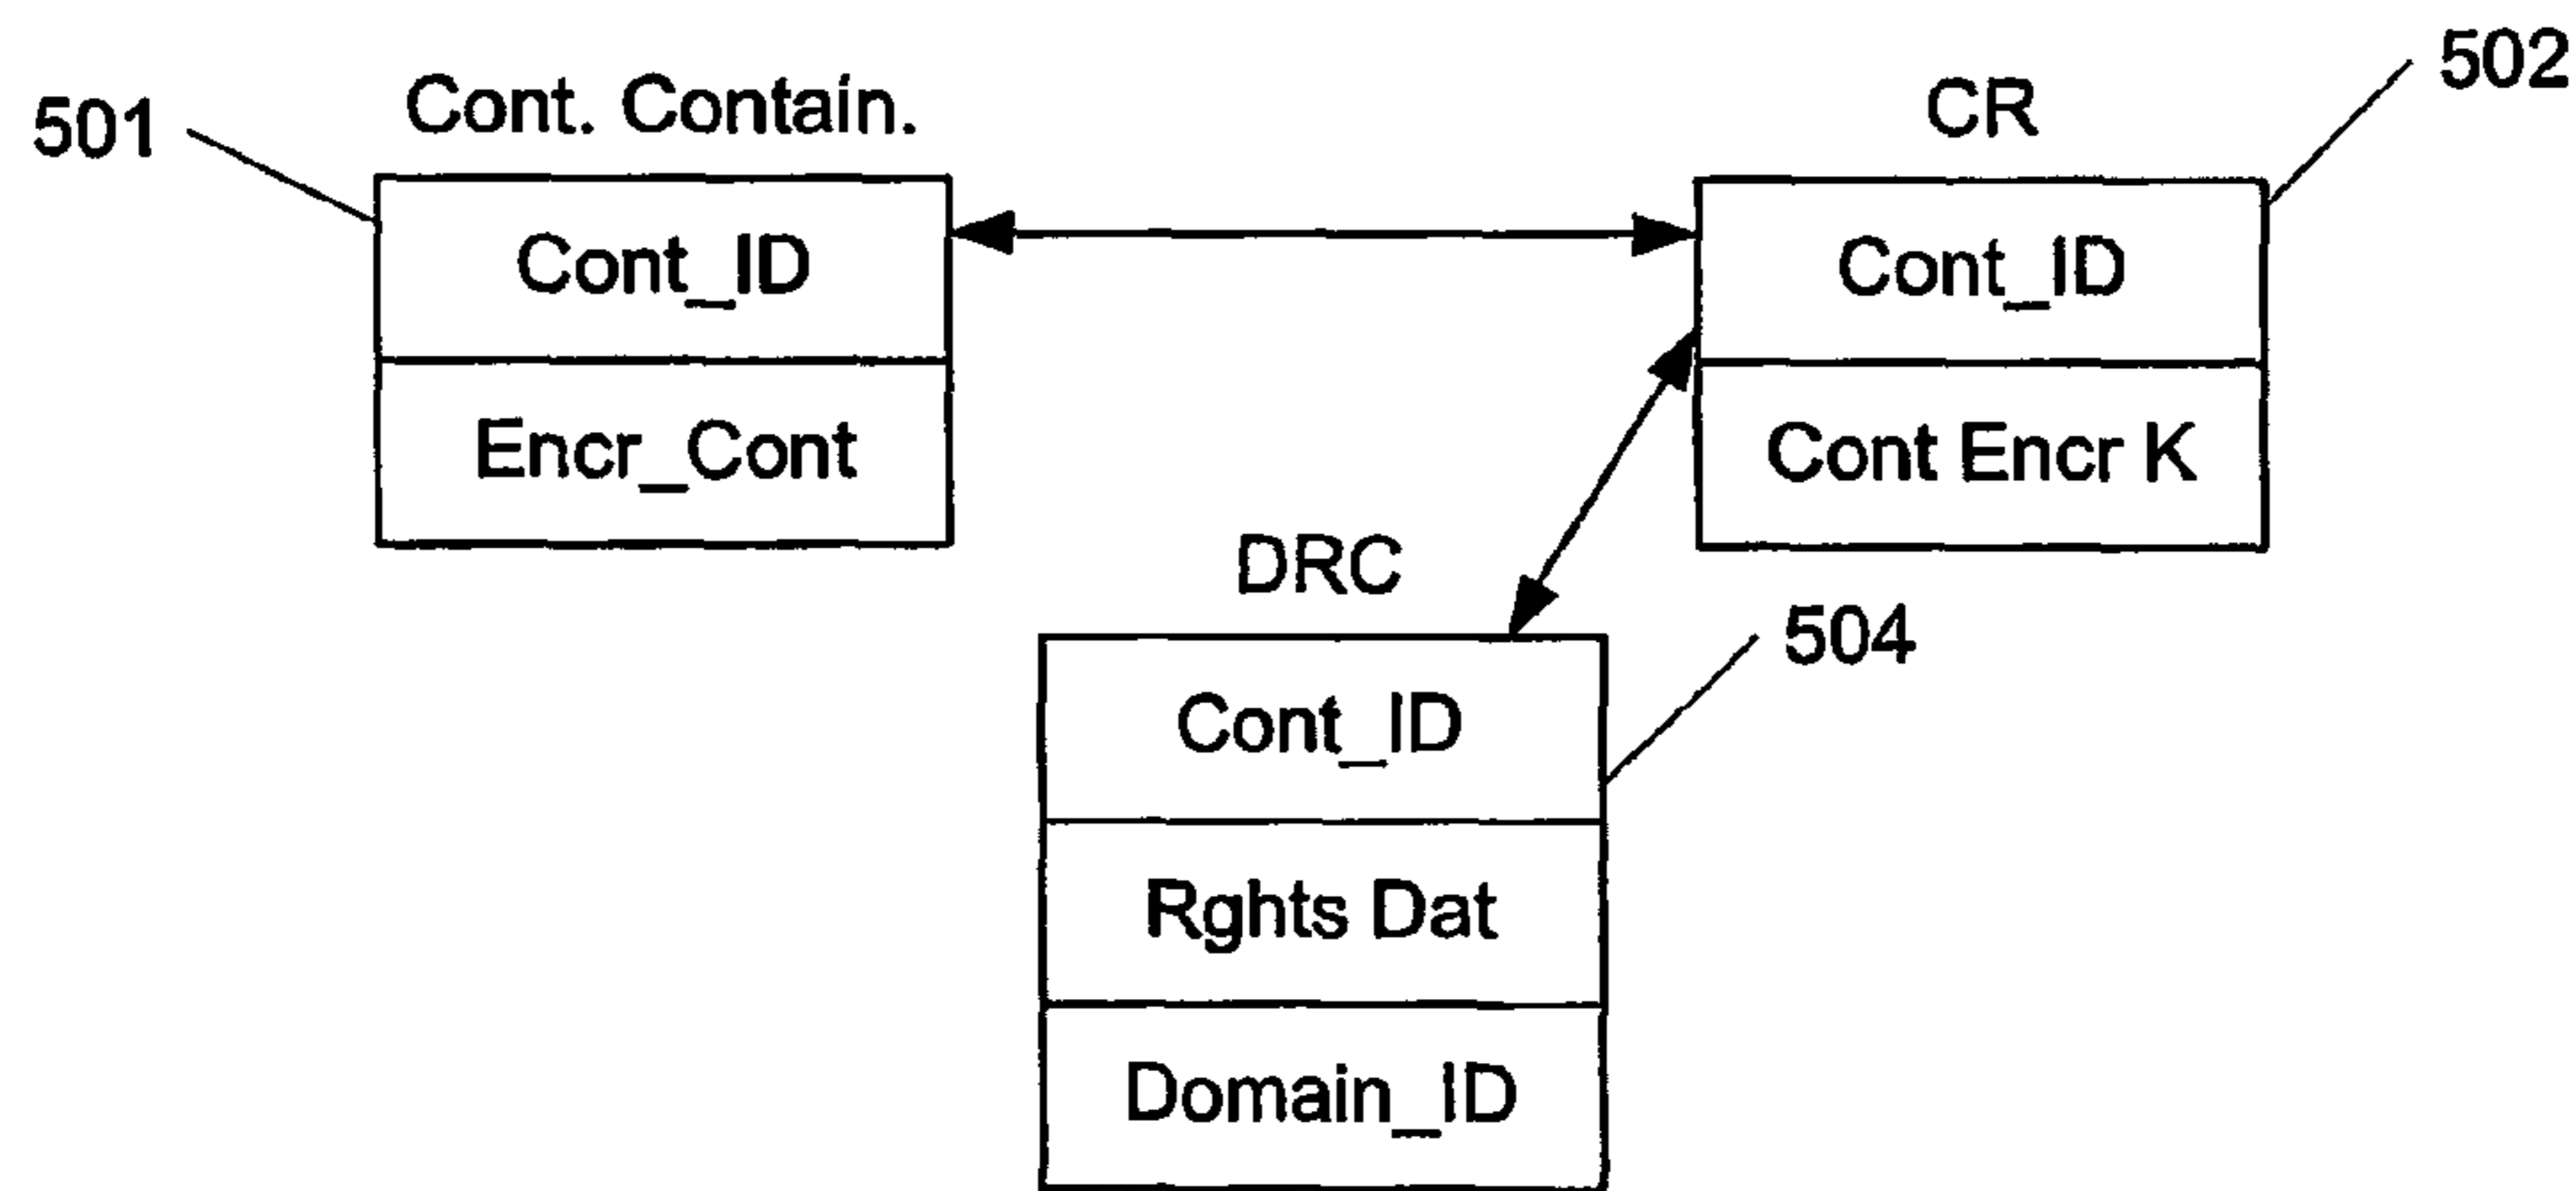 501
Cont. Contain.
Cont_ID
Encr_Cont
502
CR
Cont_ID
Cont Encr K
DRC
504
Cont_ID
Rghts Dat
Domain_ID